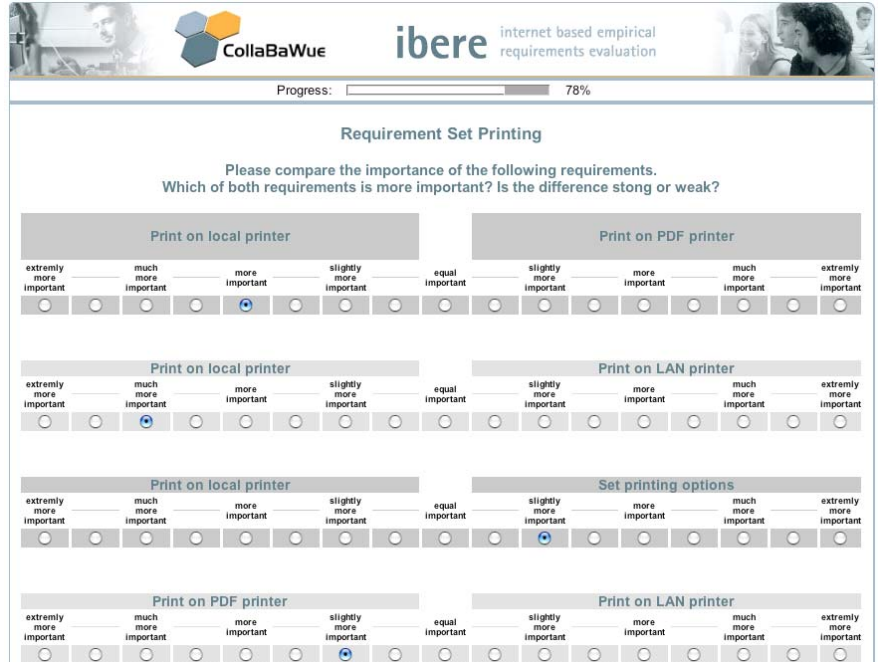 CollaBaWue
ibere
internet based empirical
requirements evaluation
Progress: 78%
Requirement Set Printing
Please compare the importance of the following requirements.
Which of both requirements is more important? Is the difference stong or weak?
Print on local printer Print on PDF printer
extremly more important much more important more important slightly more important equal important slightly more important more important much more important extremly more important
Print on local printer Print on LAN printer
extremly more important much more important more important slightly more important equal important slightly more important more important much more important extremly more important
Print on local printer Set printing options
extremly more important much more important more important slightly more important equal important slightly more important more important much more important extremly more important
Print on PDF printer Print on LAN printer
extremly more important much more important more important slightly more important equal important slightly more important more important much more important extremly more important